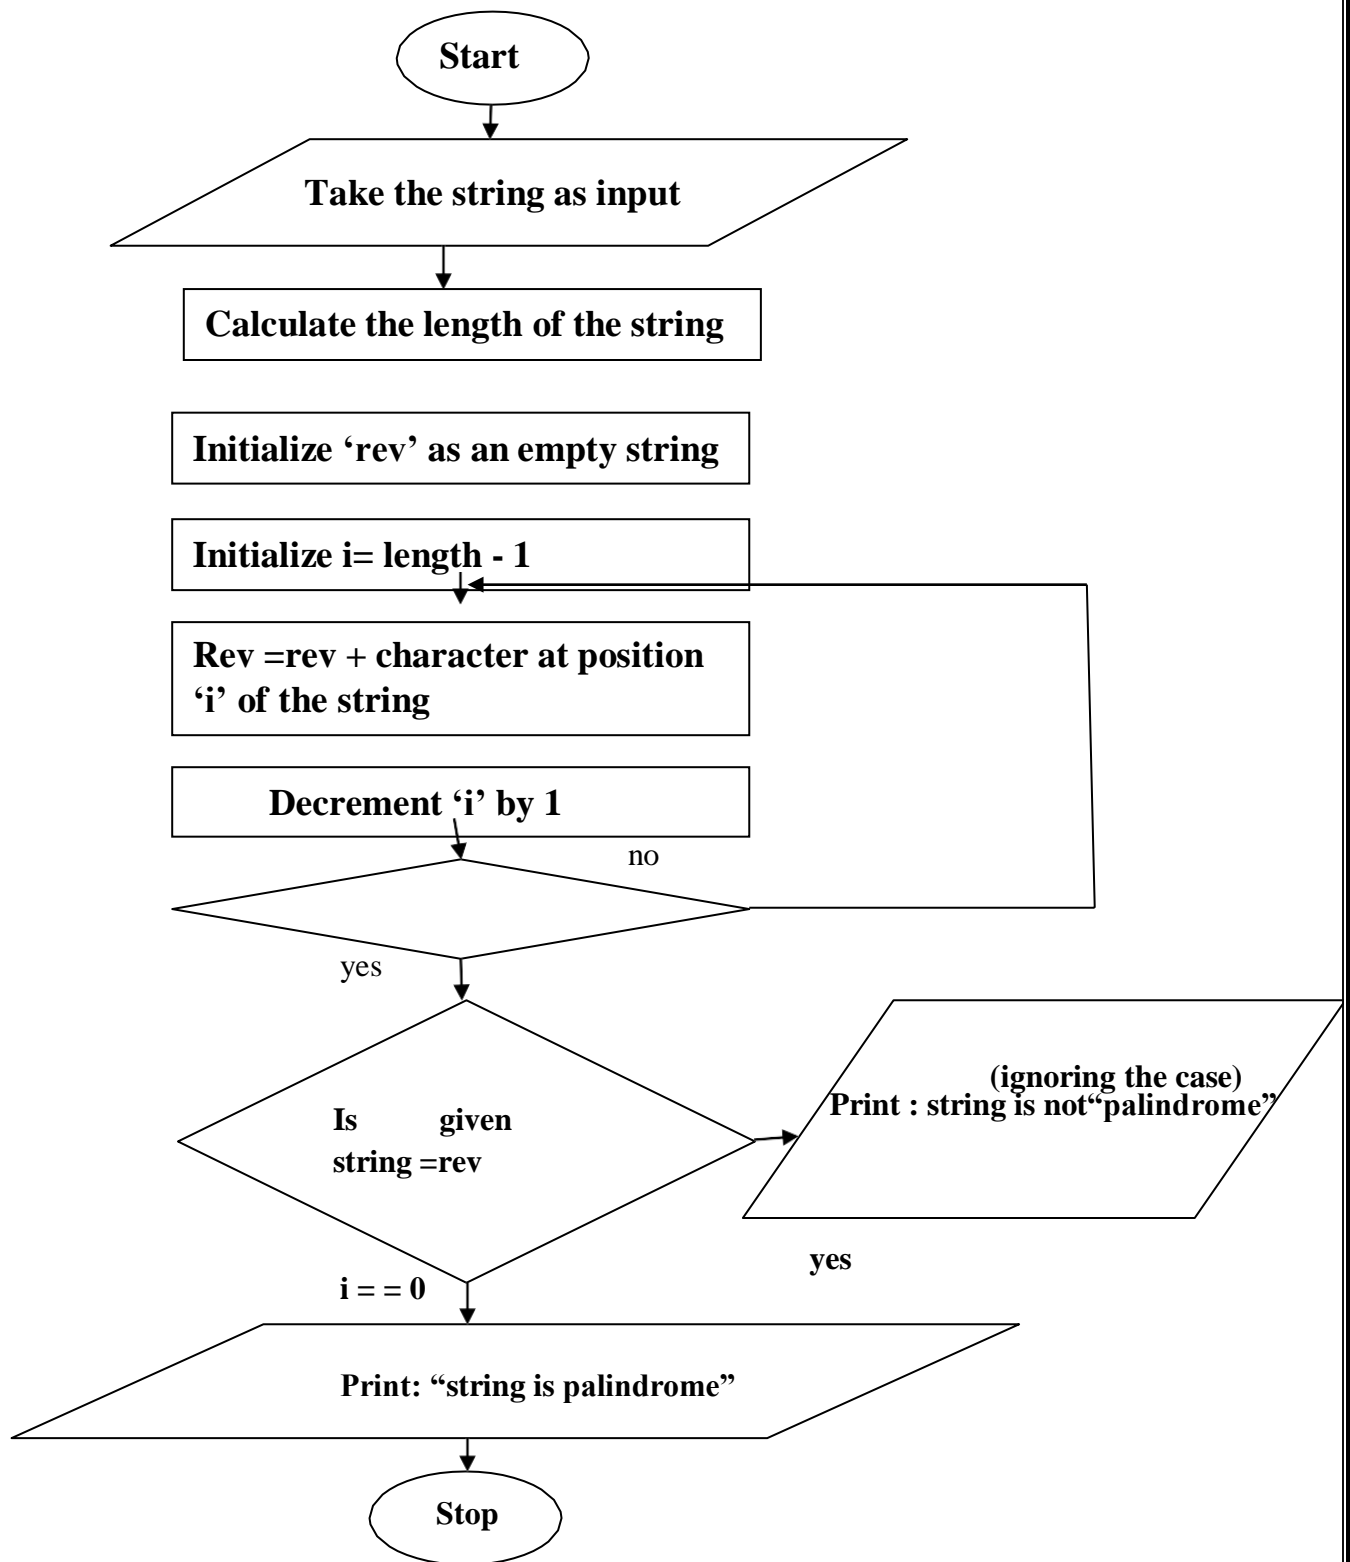 Start
Take the string as input
Calculate the length of the string
Initialize ‘rev’ as an empty string
Initialize i= length - 1
Rev =rev + character at position
‘i’ of the string
Decrement ‘i’ by 1
no
yes
(ignoring the case)
Print : string is not“palindrome”
Is given
string =rev
yes
i = = 0
Print: “string is palindrome”
Stop